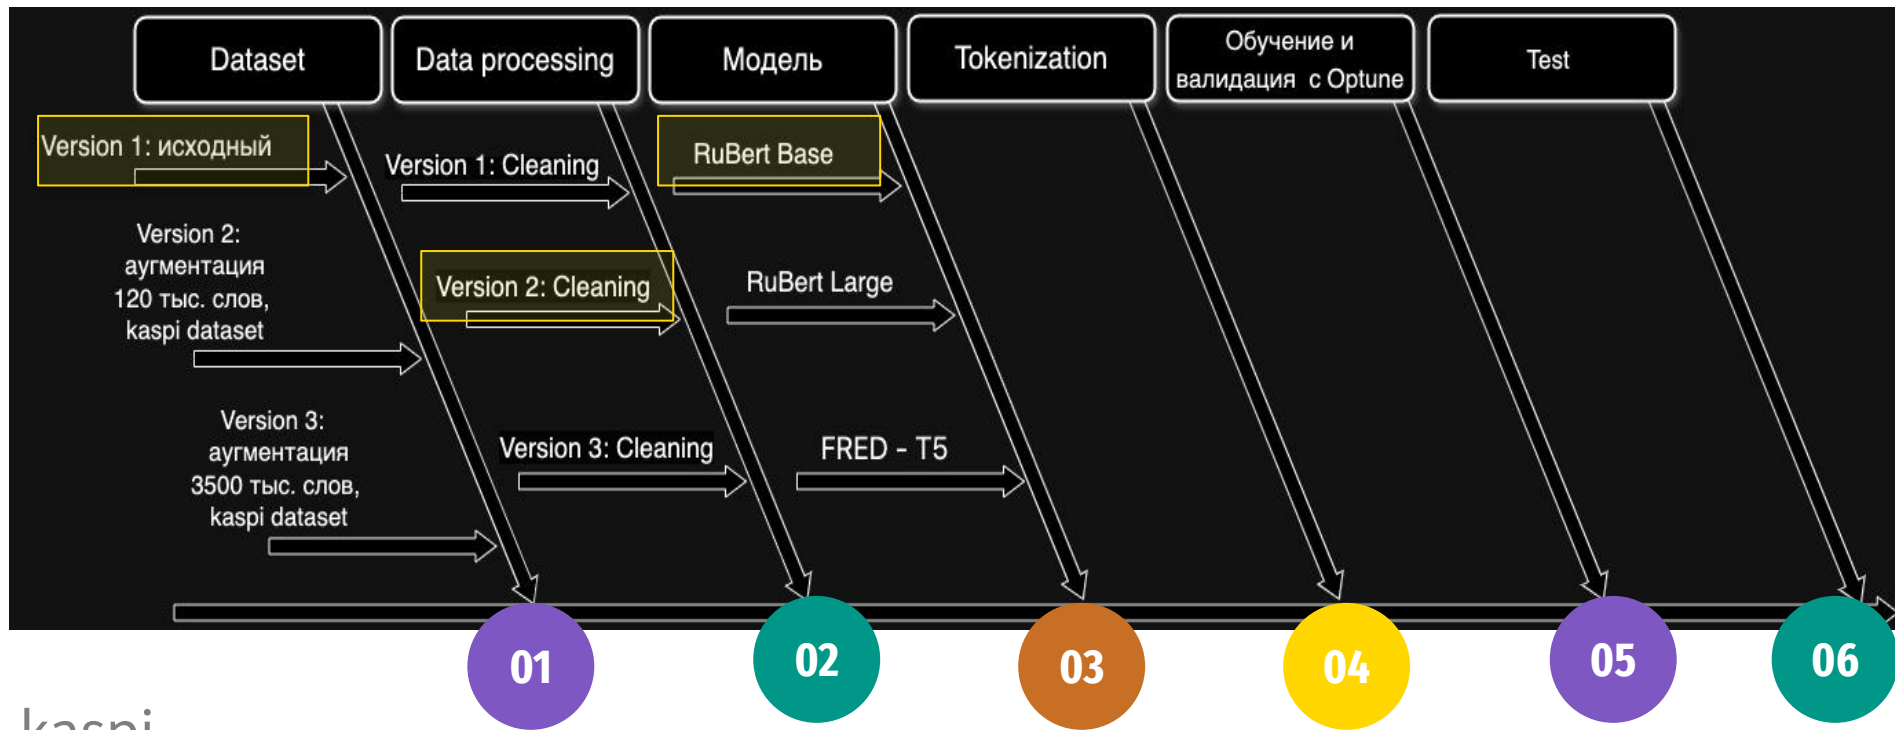 Dataset
Data processing
Модель
Tokenization
Обучение и
валидация с Optune
Test
Version 1: исходный
Version 2:
аугментация
120 тыс. слов,
kaspi dataset
Version 3:
аугментация
3500 тыс. слов,
kaspi dataset
Version 1: Cleaning
Version 2: Cleaning
Version 3: Cleaning
RuBert Base
RuBert Large
FRED - T5
01
02
03
04
05
06
kaspi